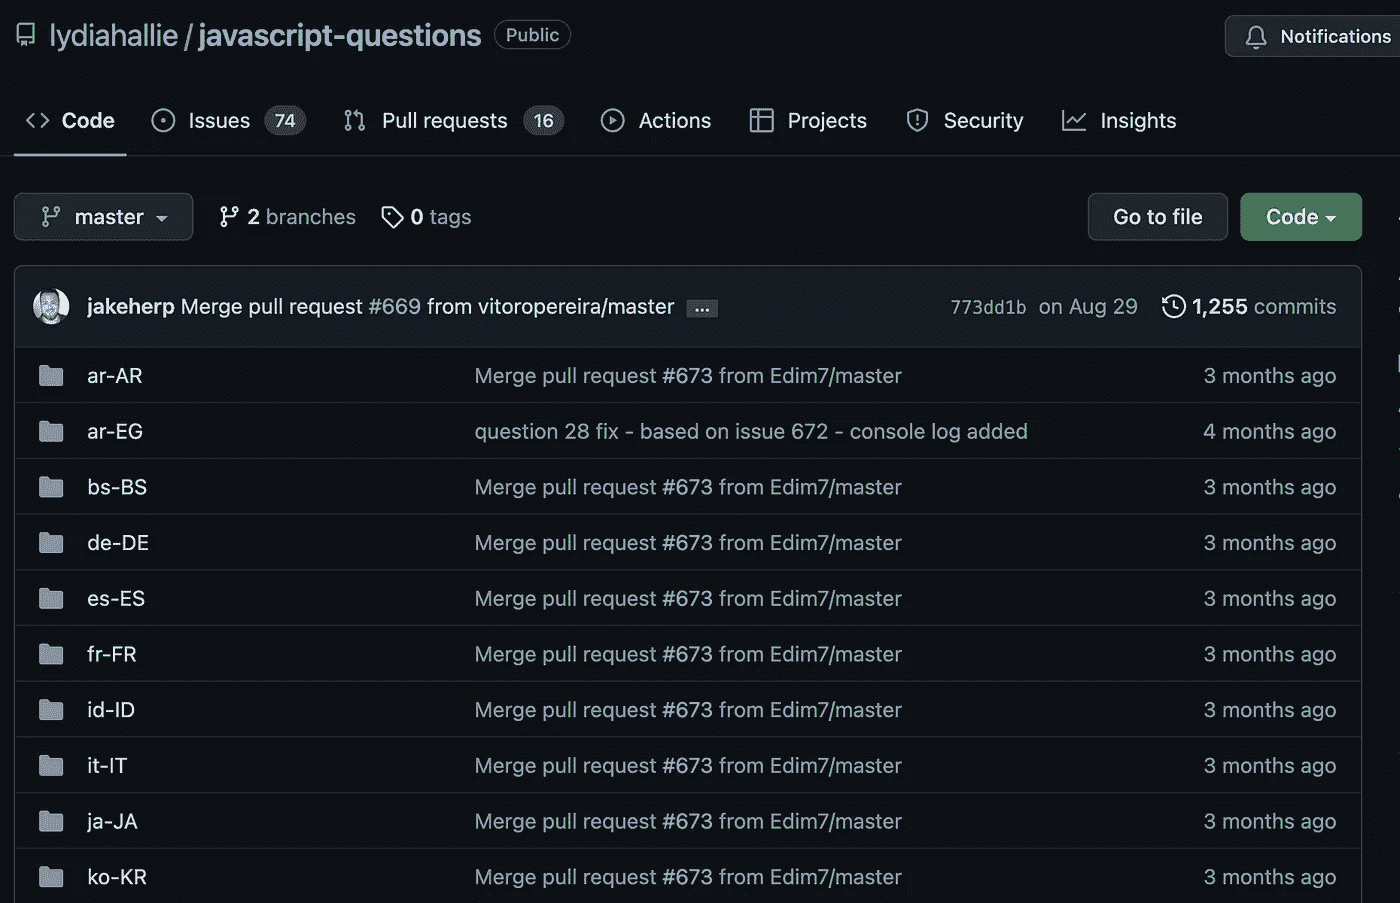 lydiahallie / javascript-questions Public Notifications
Code Issues 74 Pull requests 16 Actions Projects Security Insights
master 2 branches 0 tags Go to file Code
jakeherp Merge pull request #669 from vitoropereira/master ... 773dd1b on Aug 29 1,255 commits
ar-AR Merge pull request #673 from Edim7/master 3 months ago
ar-EG question 28 fix - based on issue 672 - console log added 4 months ago
bs-BS Merge pull request #673 from Edim7/master 3 months ago
de-DE Merge pull request #673 from Edim7/master 3 months ago
es-ES Merge pull request #673 from Edim7/master 3 months ago
fr-FR Merge pull request #673 from Edim7/master 3 months ago
id-ID Merge pull request #673 from Edim7/master 3 months ago
it-IT Merge pull request #673 from Edim7/master 3 months ago
ja-JA Merge pull request #673 from Edim7/master 3 months ago
ko-KR Merge pull request #673 from Edim7/master 3 months ago